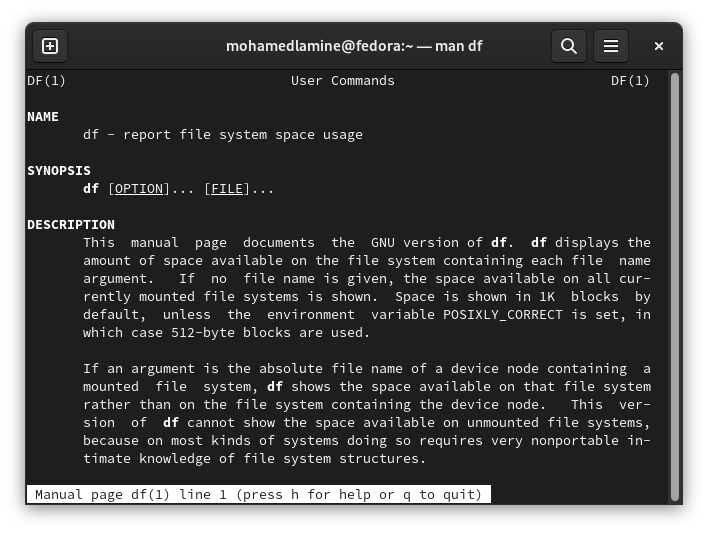 mohamedlamine@fedora:~ — man df
DF(1) User Commands DF(1)
NAME
df - report file system space usage
SYNOPSIS
df [OPTION]... [FILE]...
DESCRIPTION
This manual page documents the GNU version of df. df displays the
amount of space available on the file system containing each file name
argument. If no file name is given, the space available on all cur-
rently mounted file systems is shown. Space is shown in 1K blocks by
default, unless the environment variable POSIXLY_CORRECT is set, in
which case 512-byte blocks are used.
If an argument is the absolute file name of a device node containing a
mounted file system, df shows the space available on that file system
rather than on the file system containing the device node. This ver-
sion of df cannot show the space available on unmounted file systems,
because on most kinds of systems doing so requires very nonportable in-
timate knowledge of file system structures.
Manual page df(1) line 1 (press h for help or q to quit)